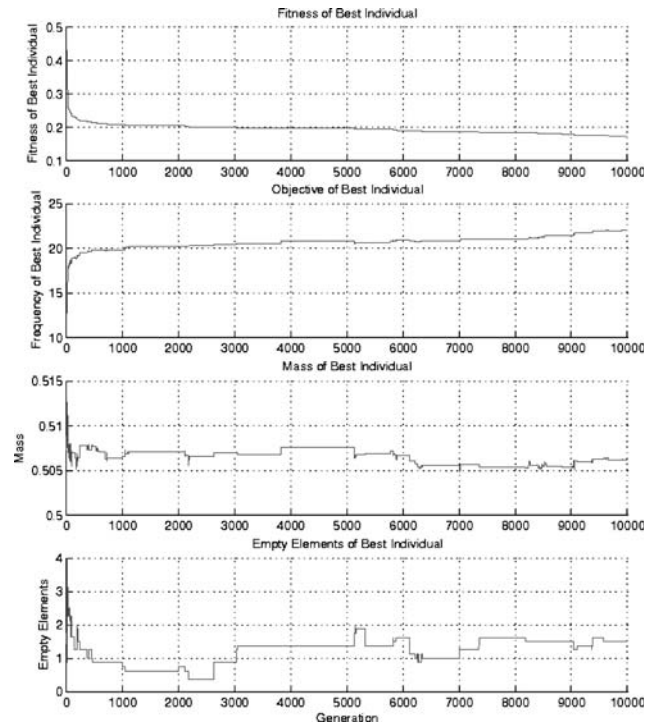 Fitness of Best Individual
Fitness of Best Individual
0.5
0.4
0.3
0.2
0.1
0 1000 2000 3000 4000 5000 6000 7000 8000 9000 10000
Objective of Best Individual
Frequency of Best Individual
25
20
15
10
0 1000 2000 3000 4000 5000 6000 7000 8000 9000 10000
Mass of Best Individual
Mass
0.515
0.51
0.505
0.5
0 1000 2000 3000 4000 5000 6000 7000 8000 9000 10000
Empty Elements of Best Individual
Empty Elements
4
3
2
1
0
0 1000 2000 3000 4000 5000 6000 7000 8000 9000 10000
Generation